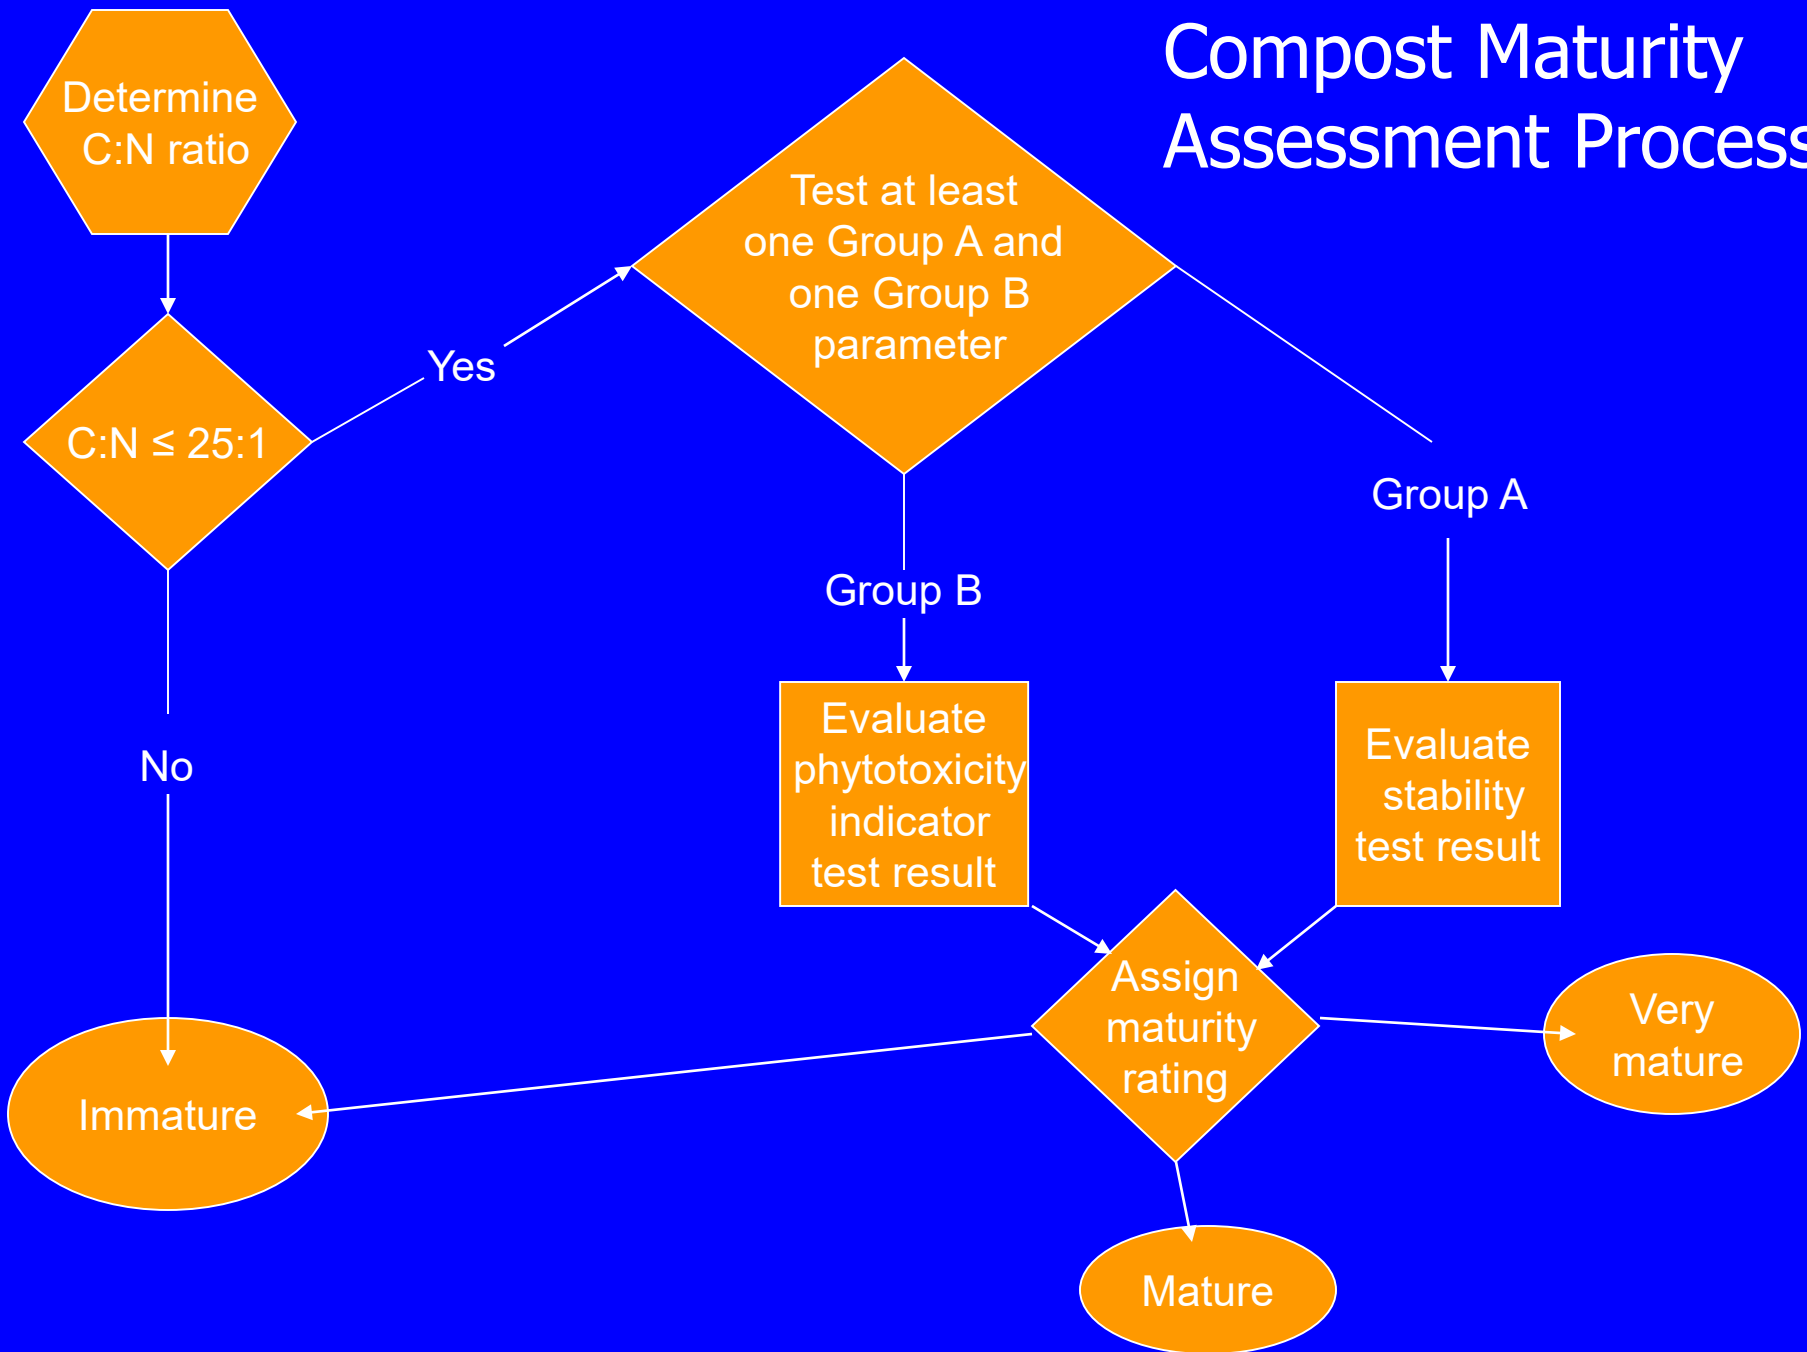 Compost Maturity
Assessment Process
Determine
C:N ratio
C:N ≤ 25:1
Yes
No
Test at least
one Group A and
one Group B
parameter
Group B
Group A
Evaluate
phytotoxicity
indicator
test result
Evaluate
stability
test result
Assign
maturity
rating
Very
mature
Immature
Mature